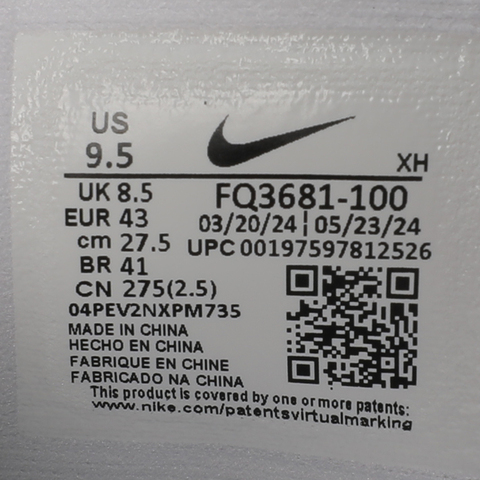 US
9.5
XH
UK 8.5
FQ3681-100
EUR 43
03/20/24 | 05/23/24
cm 27.5
UPC 00197597812526
BR 41
CN 275(2.5)
04PEV2NXPM735
MADE IN CHINA
HECHO EN CHINA
FABRIQUE EN CHINE
FABRICADO NA CHINA
This product is covered by one or more patents:
www.nike.com/patentsvirtualmarking